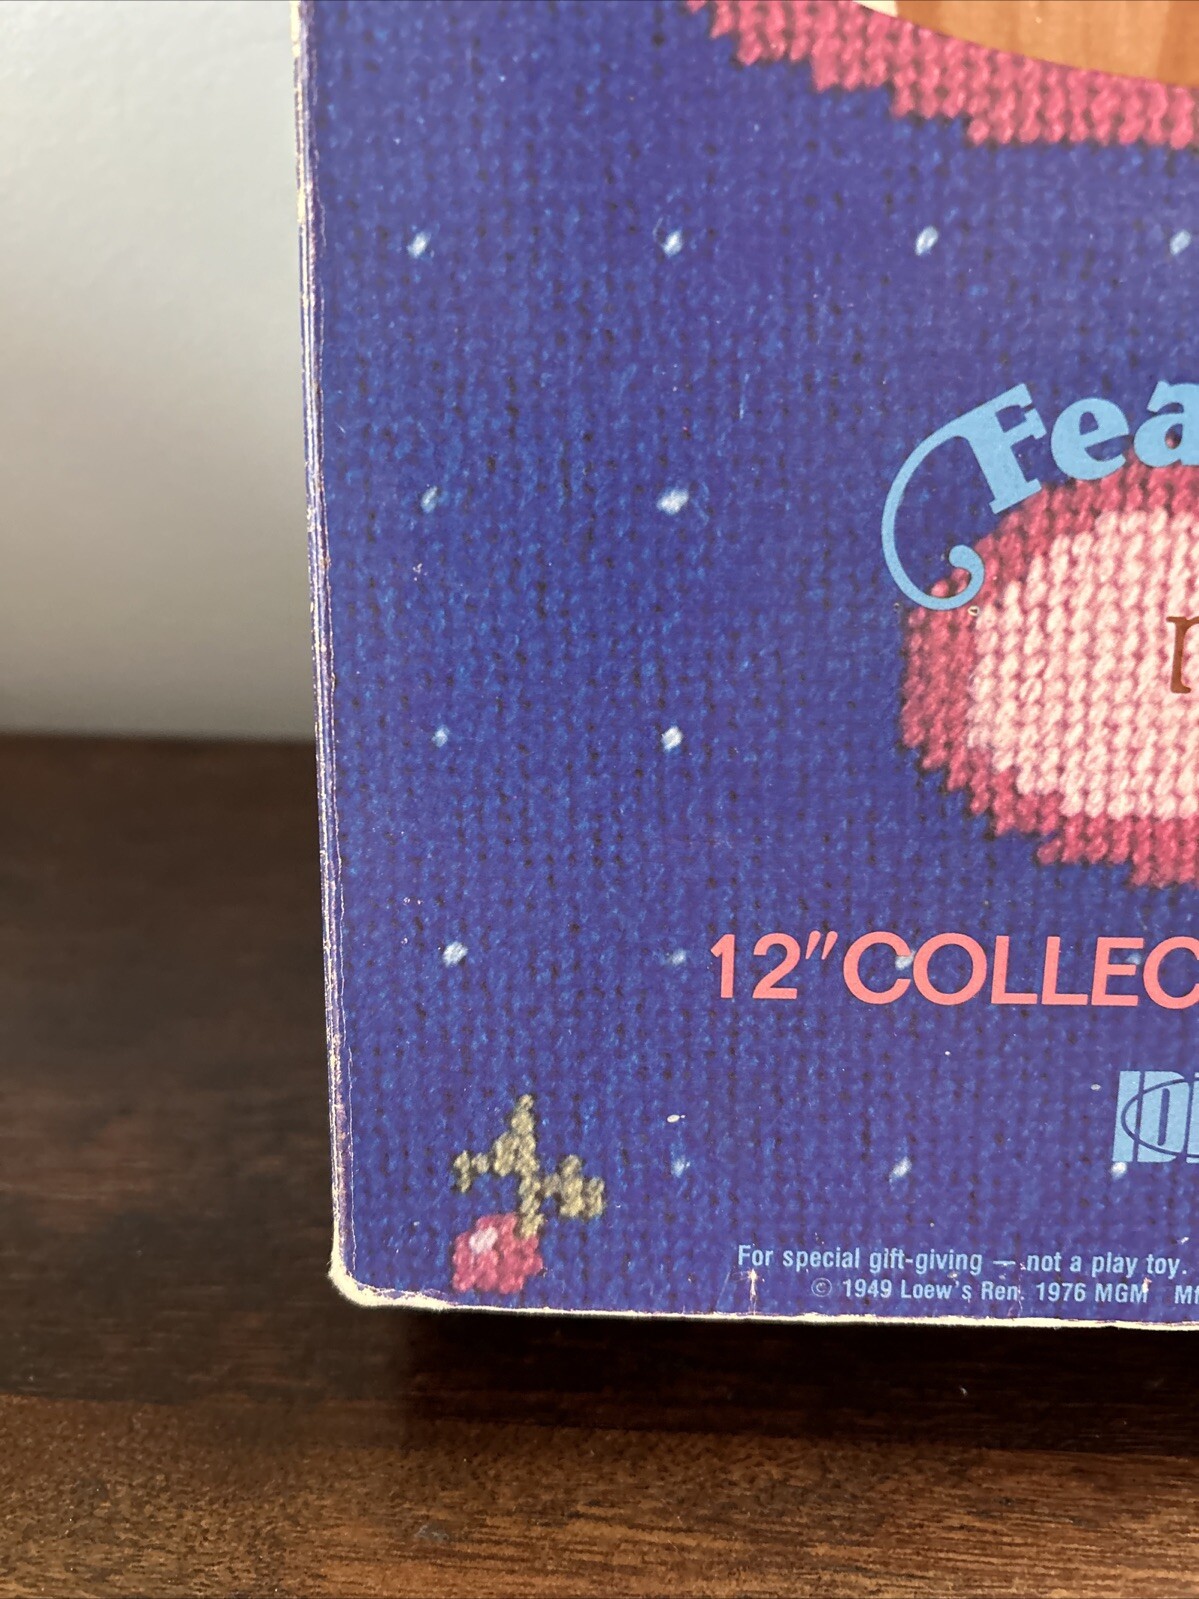 Fea
12" COLLEC
For special gift-giving — not a play toy.
© 1949 Loew's Ren. 1976 MGM